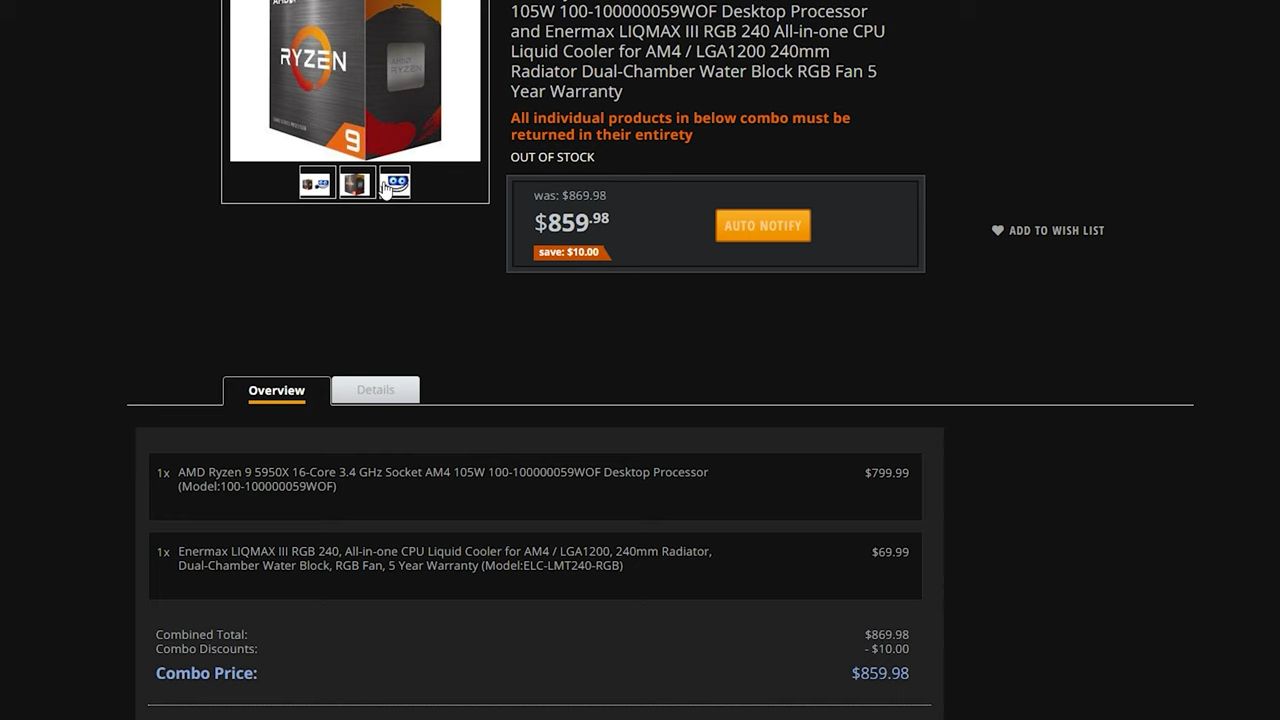 AMD
RYZEN
AMD
RYZEN
9
105W 100-100000059WOF Desktop Processor
and Enermax LIQMAX III RGB 240 All-in-one CPU
Liquid Cooler for AM4 / LGA1200 240mm
Radiator Dual-Chamber Water Block RGB Fan 5
Year Warranty
All individual products in below combo must be
returned in their entirety
OUT OF STOCK
was: $869.98
$859.98
save: $10.00
AUTO NOTIFY
ADD TO WISH LIST
Overview
Details
1x AMD Ryzen 9 5950X 16-Core 3.4 GHz Socket AM4 105W 100-100000059WOF Desktop Processor $799.99
(Model:100-100000059WOF)
1x Enermax LIQMAX III RGB 240, All-in-one CPU Liquid Cooler for AM4 / LGA1200, 240mm Radiator, $69.99
Dual-Chamber Water Block, RGB Fan, 5 Year Warranty (Model:ELC-LMT240-RGB)
Combined Total: $869.98
Combo Discounts: - $10.00
Combo Price: $859.98